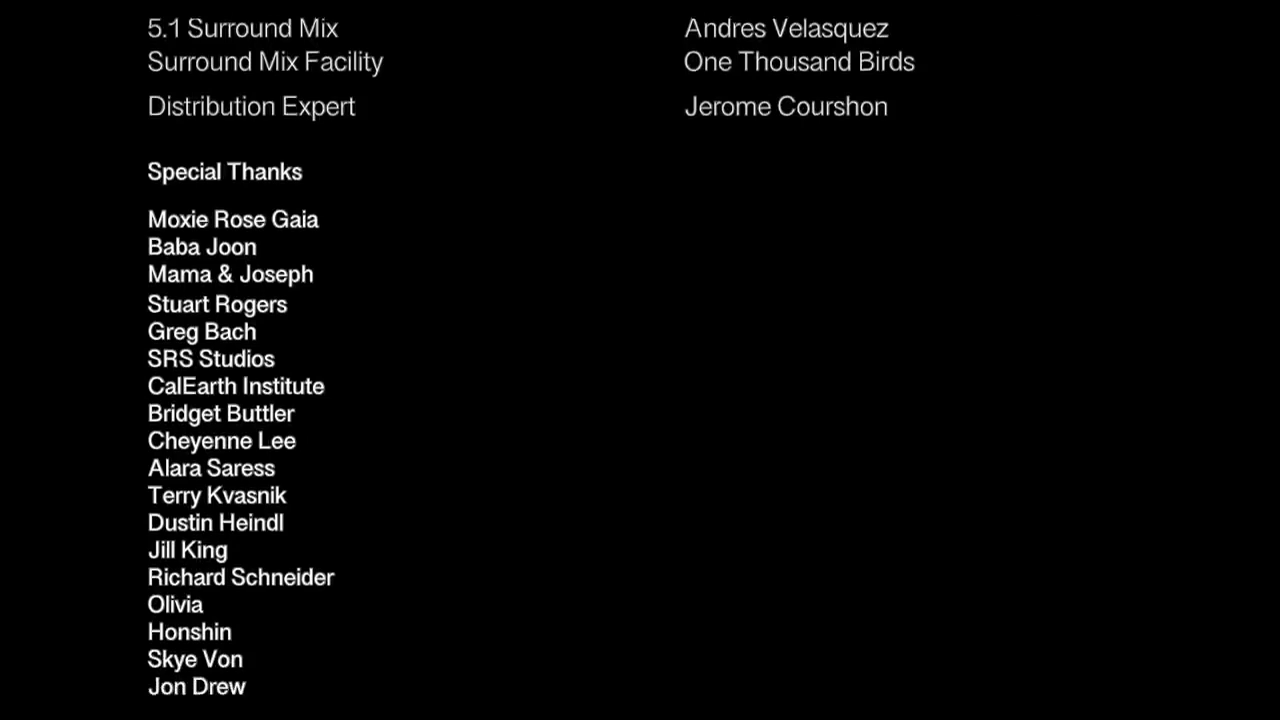 5.1 Surround Mix Andres Velasquez
Surround Mix Facility One Thousand Birds
Distribution Expert Jerome Courshon
Special Thanks
Moxie Rose Gaia
Baba Joon
Mama & Joseph
Stuart Rogers
Greg Bach
SRS Studios
CalEarth Institute
Bridget Buttler
Cheyenne Lee
Alara Saress
Terry Kvasnik
Dustin Heindl
Jill King
Richard Schneider
Olivia
Honshin
Skye Von
Jon Drew